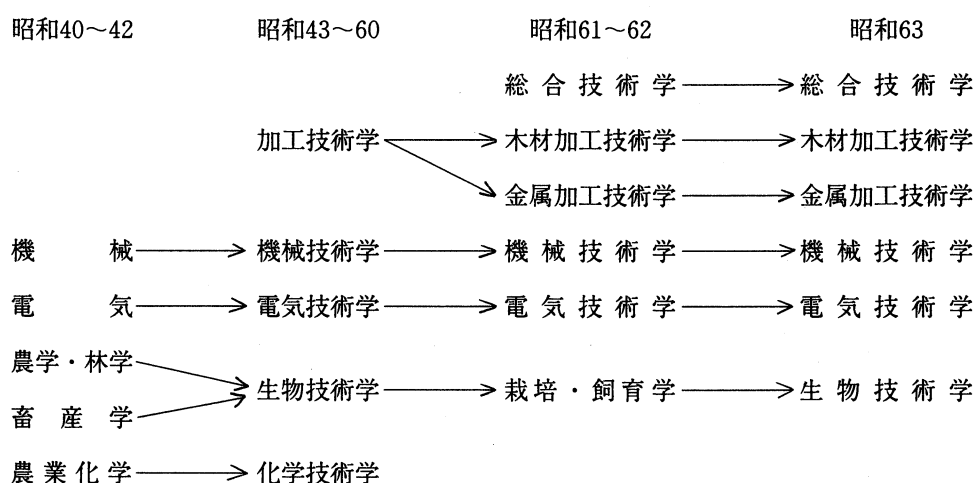 昭和40～42 昭和43～60 昭和61～62 昭和63
総合技術学 総合技術学
加工技術学 木材加工技術学 木材加工技術学
金属加工技術学 金属加工技術学
機械 機械技術学 機械技術学 機械技術学
電気 電気技術学 電気技術学 電気技術学
農学・林学
生物技術学 栽培・飼育学 生物技術学
畜産学
農業化学 化学技術学